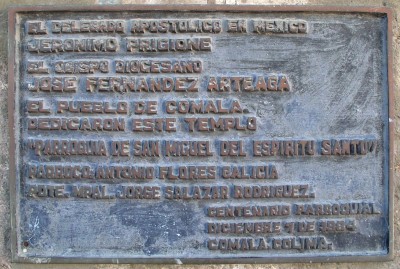 EL DELEGADO APOSTOLICO EN MEXICO
JERONIMO PRIGIONE
EL OBISPO DIOCESANO
JOSE FERNANDEZ ARTEAGA
EL PUEBLO DE COMALA.
DEDICARON ESTE TEMPLO
"PARROQUIA DE SAN MIGUEL DEL ESPIRITU SANTO"
PARROCO: ANTONIO FLORES GALICIA
PDTE. MPAL. JORGE SALAZAR RODRIGUEZ.
CENTENARIO PARROQUIAL
DICIEMBRE DE
COMALA, COLIMA.